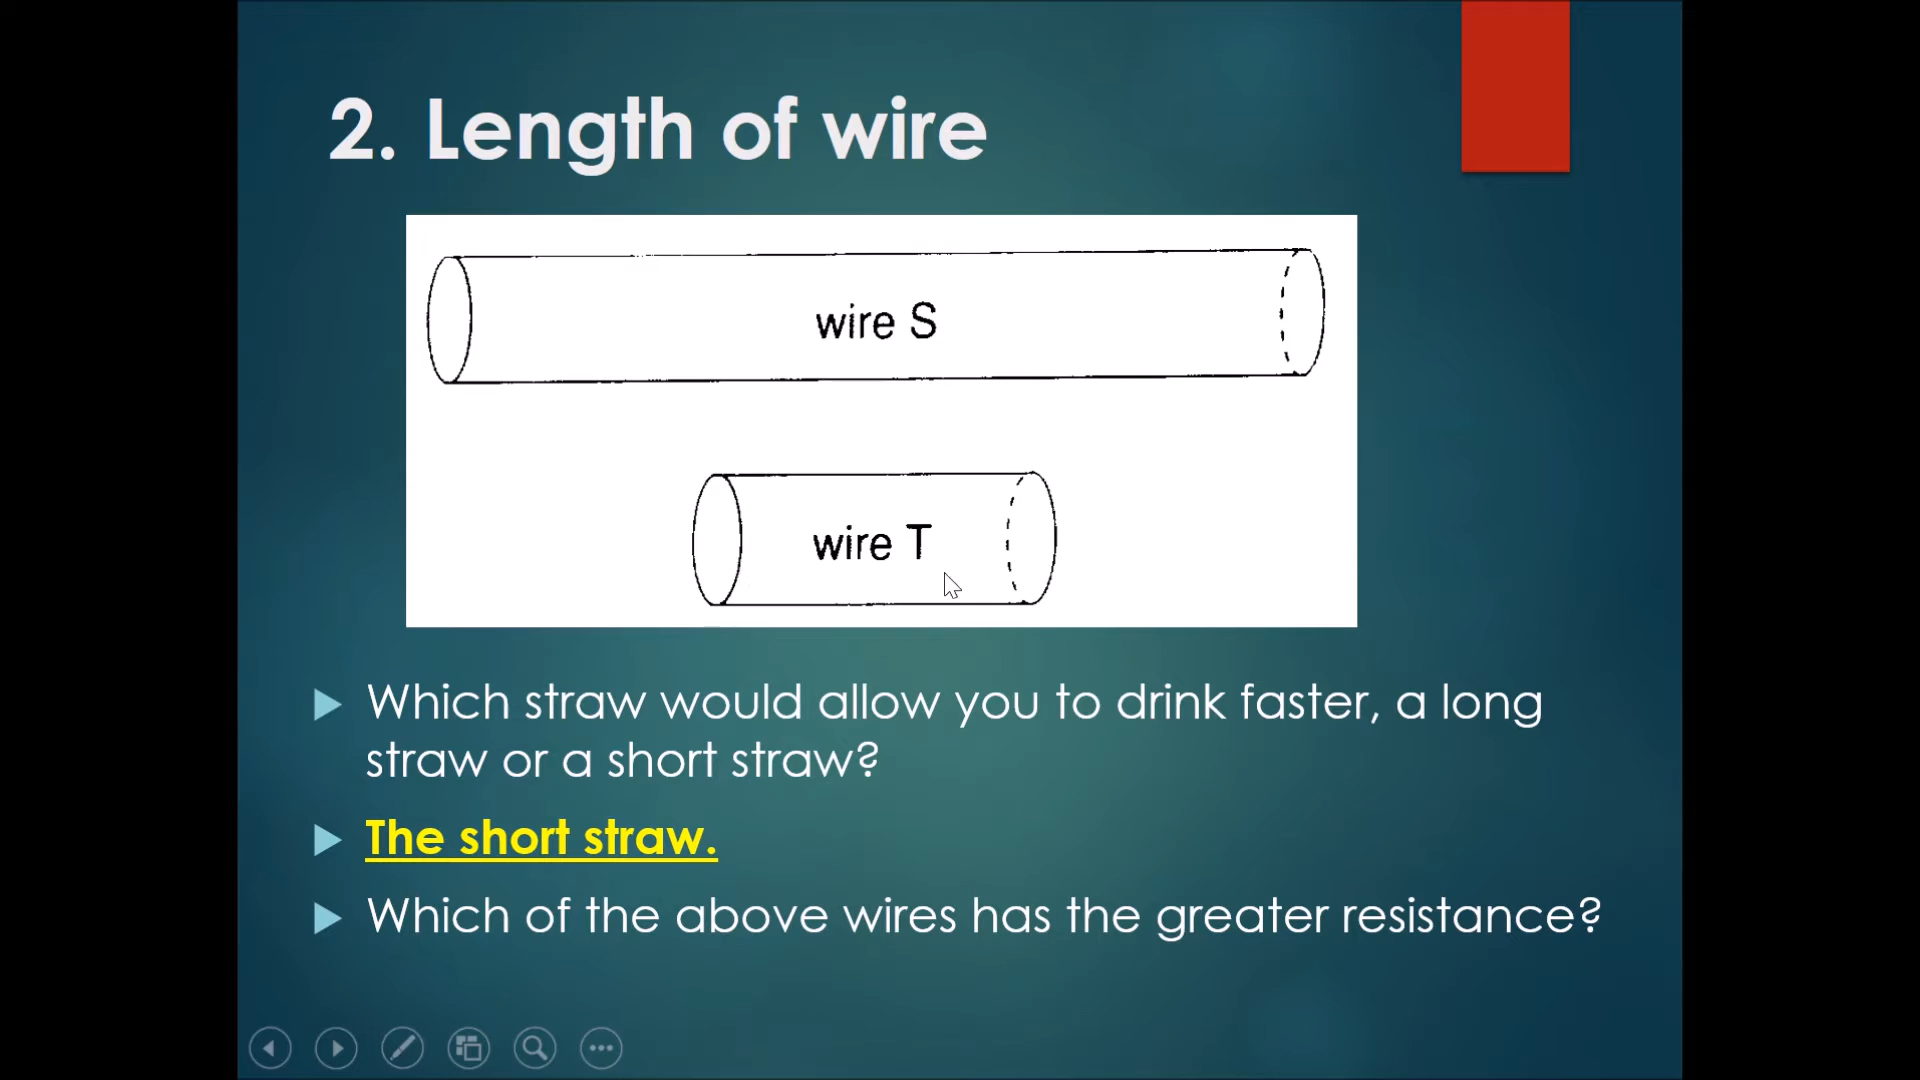 2. Length of wire
wire S
wire T
Which straw would allow you to drink faster, a long
straw or a short straw?
The short straw.
Which of the above wires has the greater resistance?